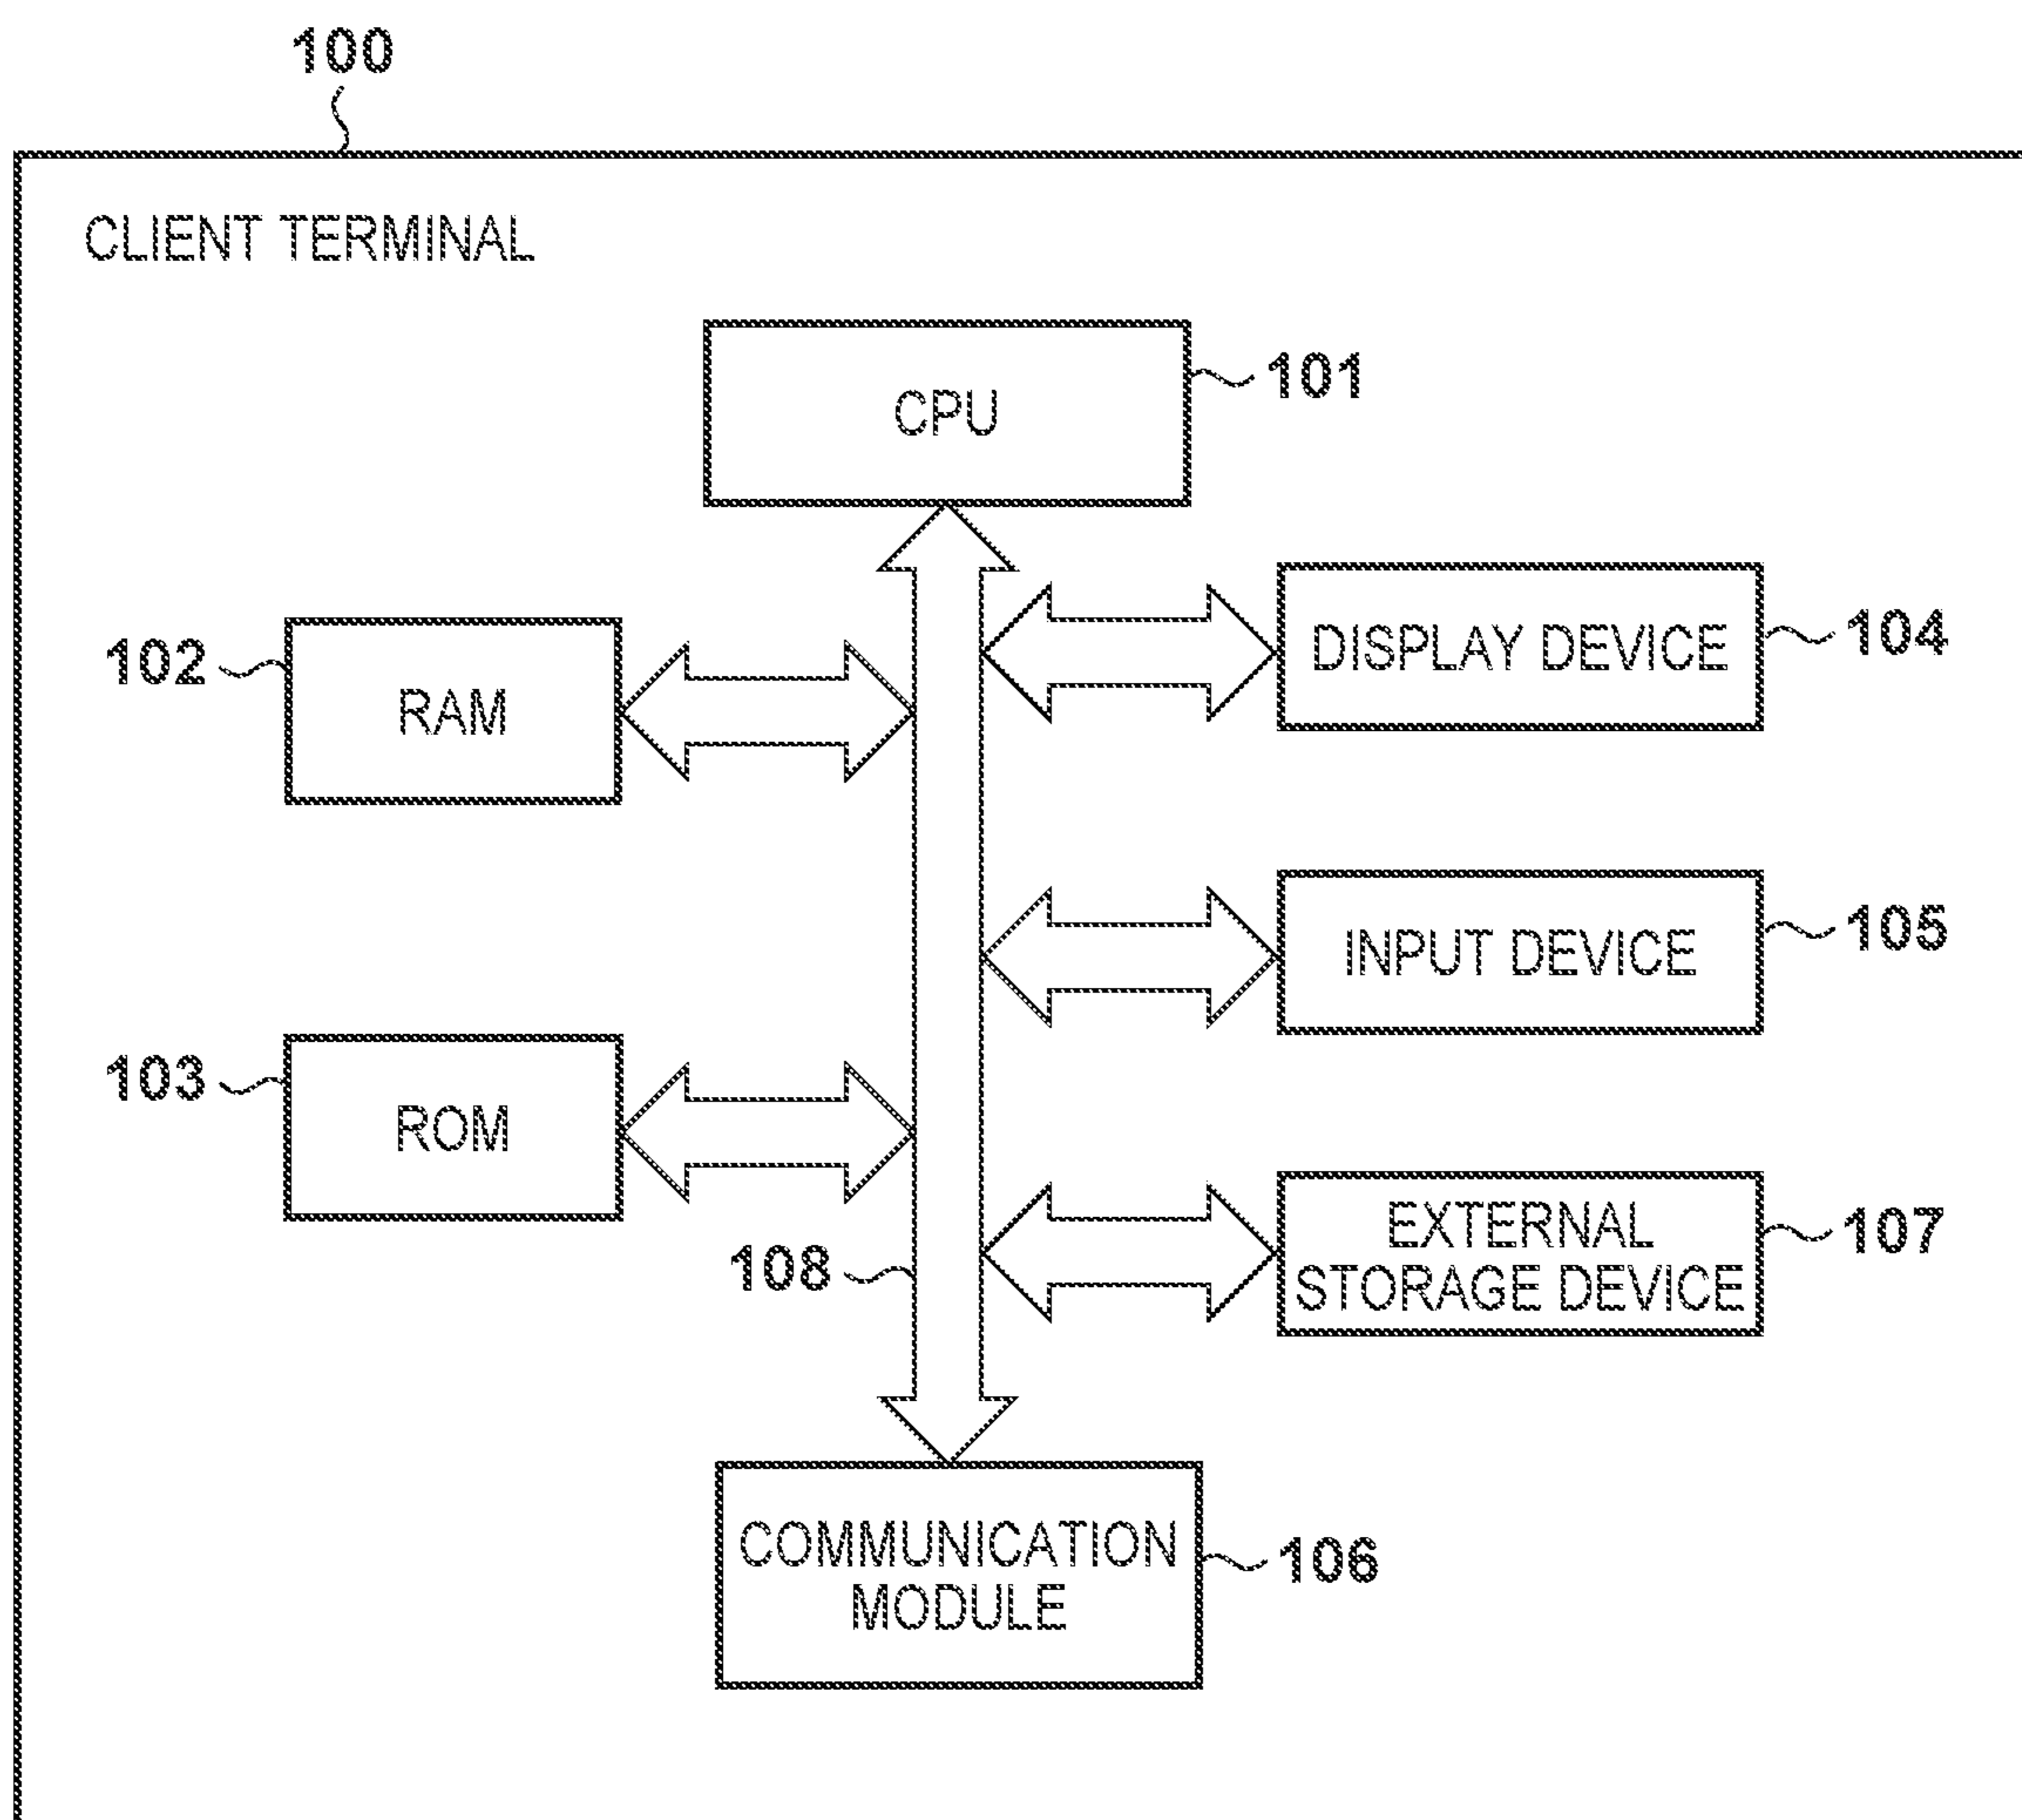 100
CLIENT TERMINAL
CPU
101
102
RAM
DISPLAY DEVICE
104
INPUT DEVICE
105
103
ROM
108
EXTERNAL
STORAGE DEVICE
107
COMMUNICATION
MODULE
106